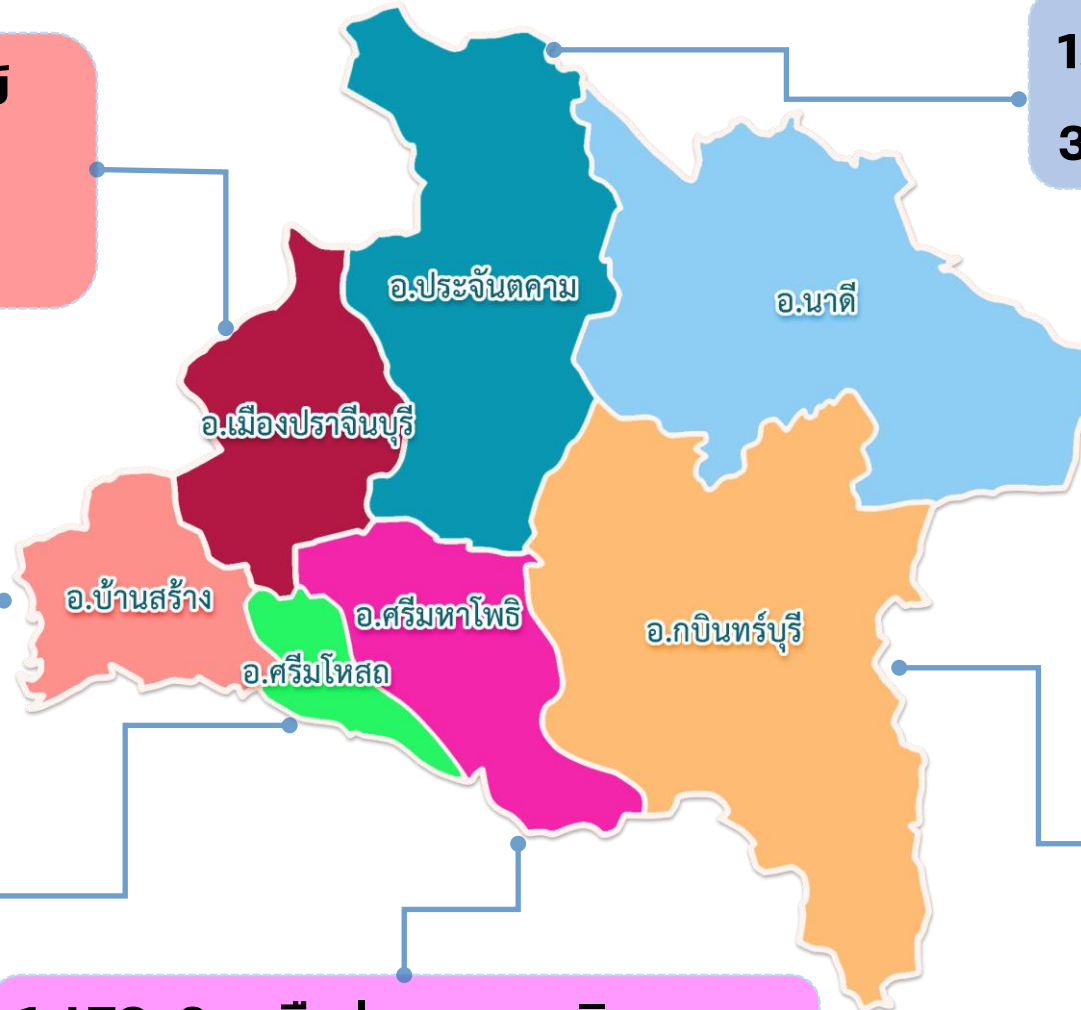 1
3
อ.ประจันตคาม
อ.นาดี
อ.เมืองปราจีนบุรี
อ.บ้านสร้าง
อ.ศรีมหาโพธิ
อ.กบินทร์บุรี
อ.ศรีมโหสถ